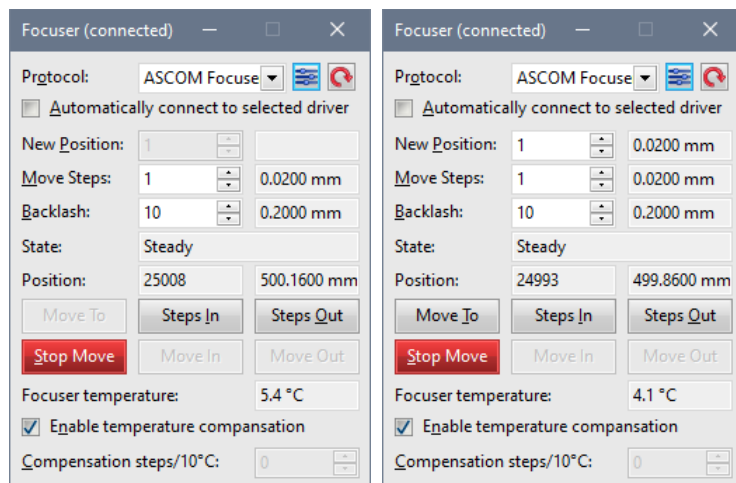 Focuser (connected)
Protocol: ASCOM Focuse
Automatically connect to selected driver
New Position: 1
Move Steps: 1 0.0200 mm
Backlash: 10 0.2000 mm
State: Steady
Position: 25008 500.1600 mm
Move To Steps In Steps Out
Stop Move Move In Move Out
Focuser temperature: 5.4 °C
Enable temperature compansation
Compensation steps/10°C: 0
Focuser (connected)
Protocol: ASCOM Focuse
Automatically connect to selected driver
New Position: 1 0.0200 mm
Move Steps: 1 0.0200 mm
Backlash: 10 0.2000 mm
State: Steady
Position: 24993 499.8600 mm
Move To Steps In Steps Out
Stop Move Move In Move Out
Focuser temperature: 4.1 °C
Enable temperature compansation
Compensation steps/10°C: 0